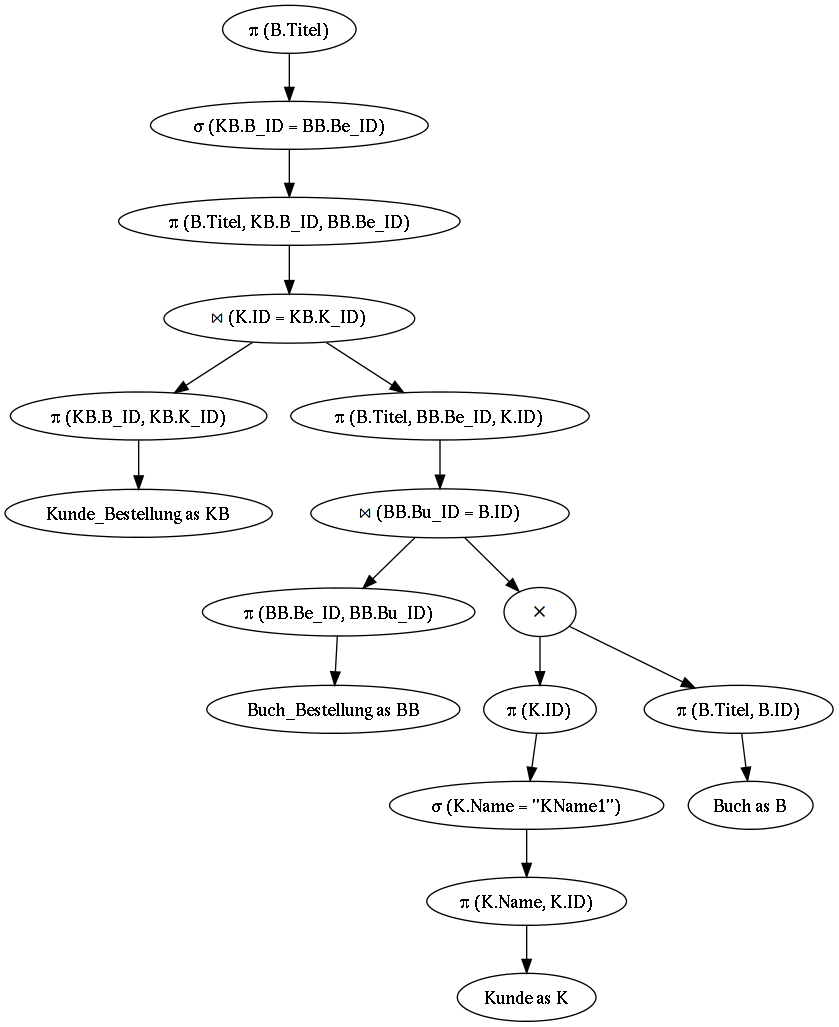 π (B.Titel)
σ (KB.B_ID = BB.Be_ID)
π (B.Titel, KB.B_ID, BB.Be_ID)
⋈ (K.ID = KB.K_ID)
π (KB.B_ID, KB.K_ID)
π (B.Titel, BB.Be_ID, K.ID)
Kunde_Bestellung as KB
⋈ (BB.Bu_ID = B.ID)
π (BB.Be_ID, BB.Bu_ID)
×
Buch_Bestellung as BB
π (K.ID)
π (B.Titel, B.ID)
σ (K.Name = "KName1")
Buch as B
π (K.Name, K.ID)
Kunde as K